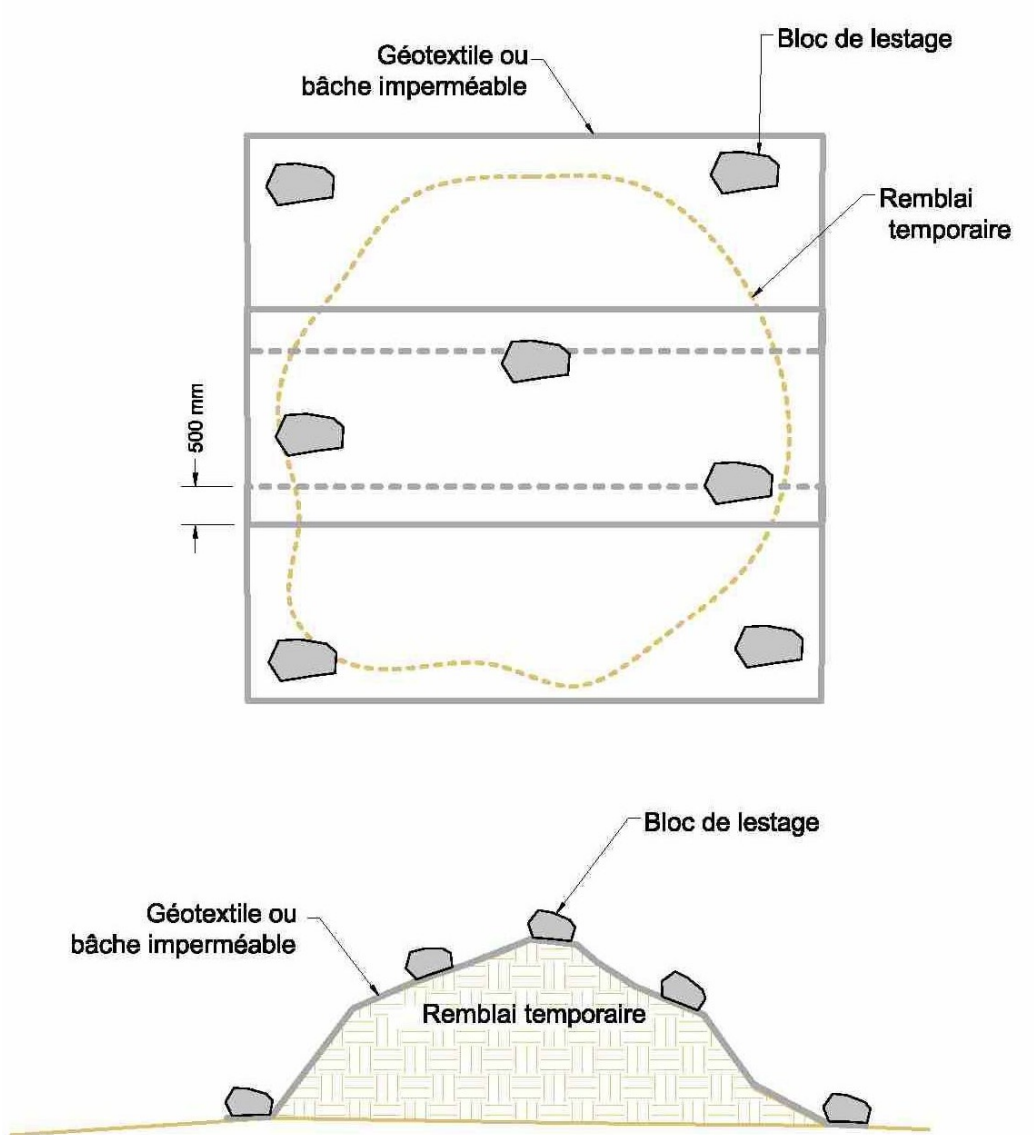 Géotextile ou
bâche imperméable
Bloc de lestage
Remblai
temporaire
500 mm
Bloc de lestage
Géotextile ou
bâche imperméable
Remblai temporaire